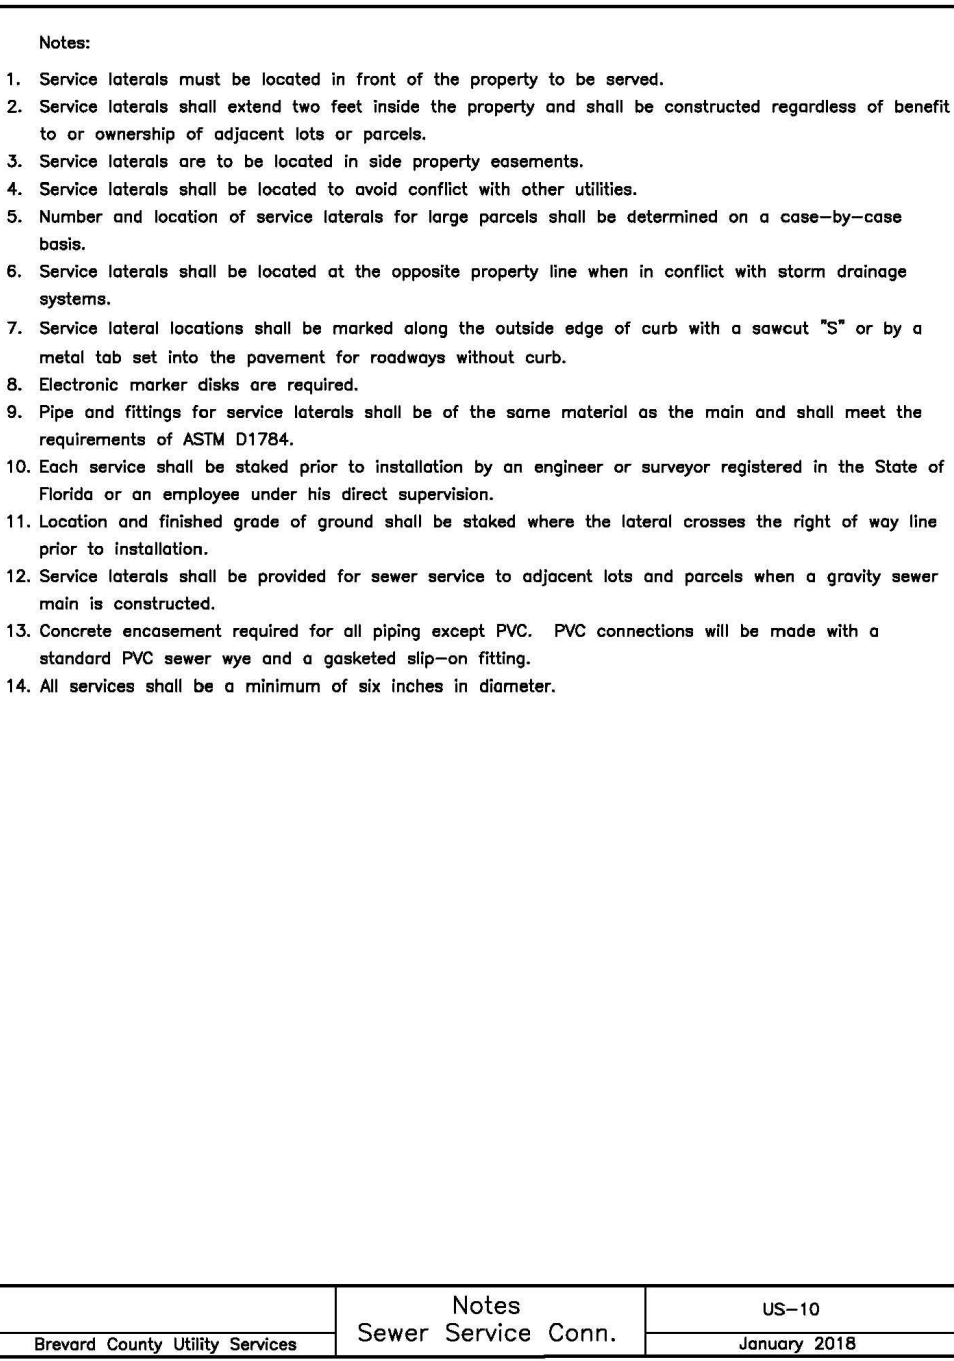 Notes:
1. Service laterals must be located in front of the property to be served.
2. Service laterals shall extend two feet inside the property and shall be constructed regardless of benefit
to or ownership of adjacent lots or parcels.
3. Service laterals are to be located in side property easements.
4. Service laterals shall be located to avoid conflict with other utilities.
5. Number and location of service laterals for large parcels shall be determined on a case-by-case
basis.
6. Service laterals shall be located at the opposite property line when in conflict with storm drainage
systems.
7. Service lateral locations shall be marked along the outside edge of curb with a sawcut "S" or by a
metal tab set into the pavement for roadways without curb.
8. Electronic marker disks are required.
9. Pipe and fittings for service laterals shall be of the same material as the main and shall meet the
requirements of ASTM D1784.
10. Each service shall be staked prior to installation by an engineer or surveyor registered in the State of
Florida or an employee under his direct supervision.
11. Location and finished grade of ground shall be staked where the lateral crosses the right of way line
prior to installation.
12. Service laterals shall be provided for sewer service to adjacent lots and parcels when a gravity sewer
main is constructed.
13. Concrete encasement required for all piping except PVC. PVC connections will be made with a
standard PVC sewer wye and a gasketed slip-on fitting.
14. All services shall be a minimum of six inches in diameter.
Brevard County Utility Services
Notes
Sewer Service Conn.
US-10
January 2018